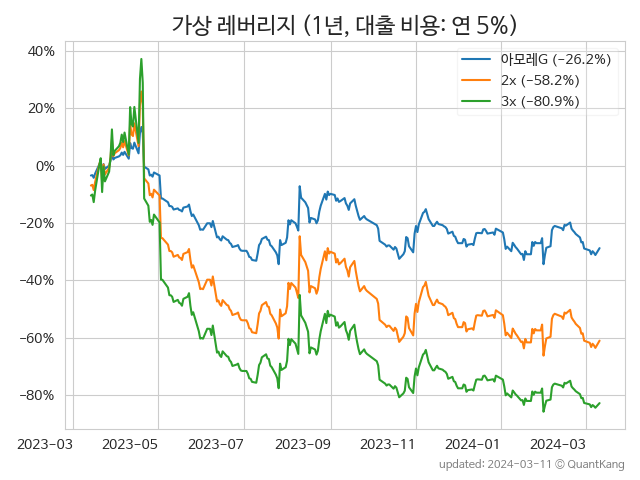 가상 레버리지 (1년, 대출 비용: 연 5%)
아모레G (-26.2%)
2x (-58.2%)
3x (-80.9%)
40%
20%
0%
-20%
-40%
-60%
-80%
2023-03 2023-05 2023-07 2023-09 2023-11 2024-01 2024-03
updated: 2024-03-11 © QuantKang